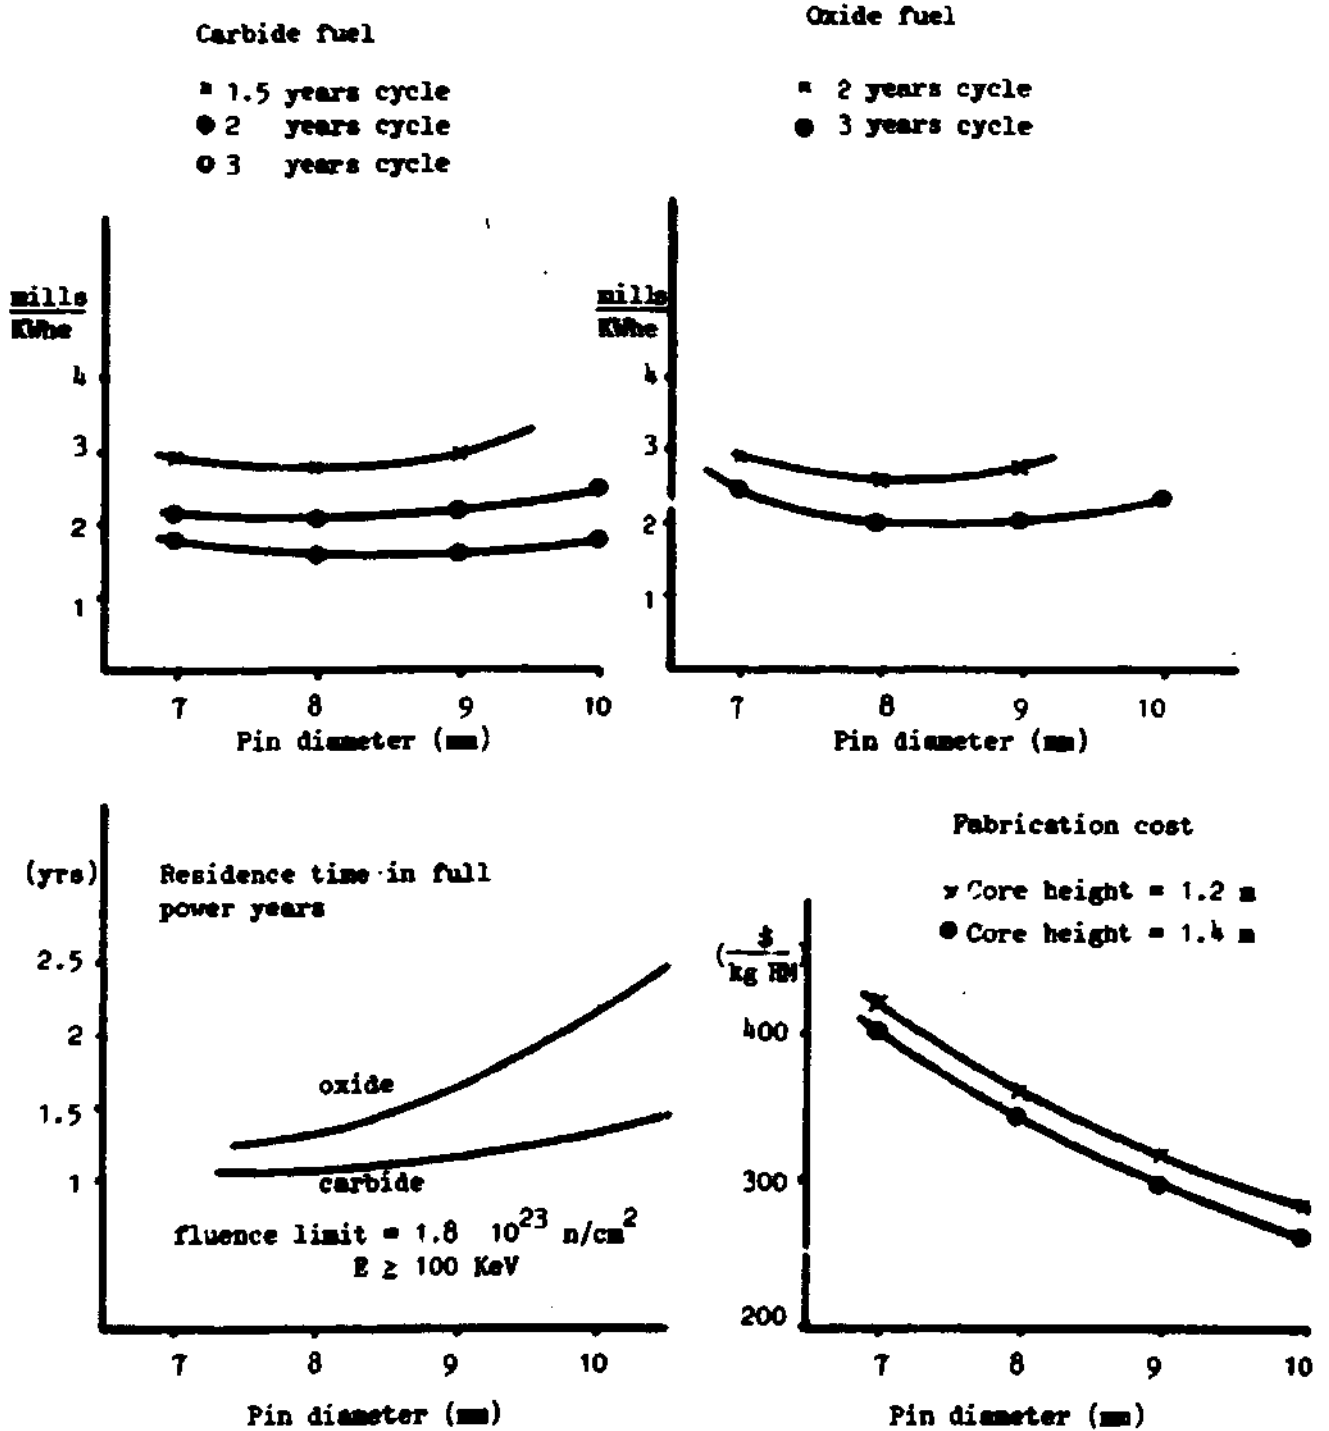 Carbide fuel
1.5 years cycle
2 years cycle
3 years cycle
mills
KWhe
4
3
2
1
7 8 9 10
Pin diameter (mm)
Oxide fuel
2 years cycle
3 years cycle
mills
KWhe
4
3
2
1
7 8 9 10
Pin diameter (mm)
(yrs)
Residence time in full
power years
2.5
2
1.5
1
oxide
carbide
fluence limit = 1.8 10²³ n/cm²
E ≥ 100 KeV
7 8 9 10
Pin diameter (mm)
Fabrication cost
Core height = 1.2 m
Core height = 1.4 m
($
kg HM
400
300
200
7 8 9 10
Pin diameter (mm)